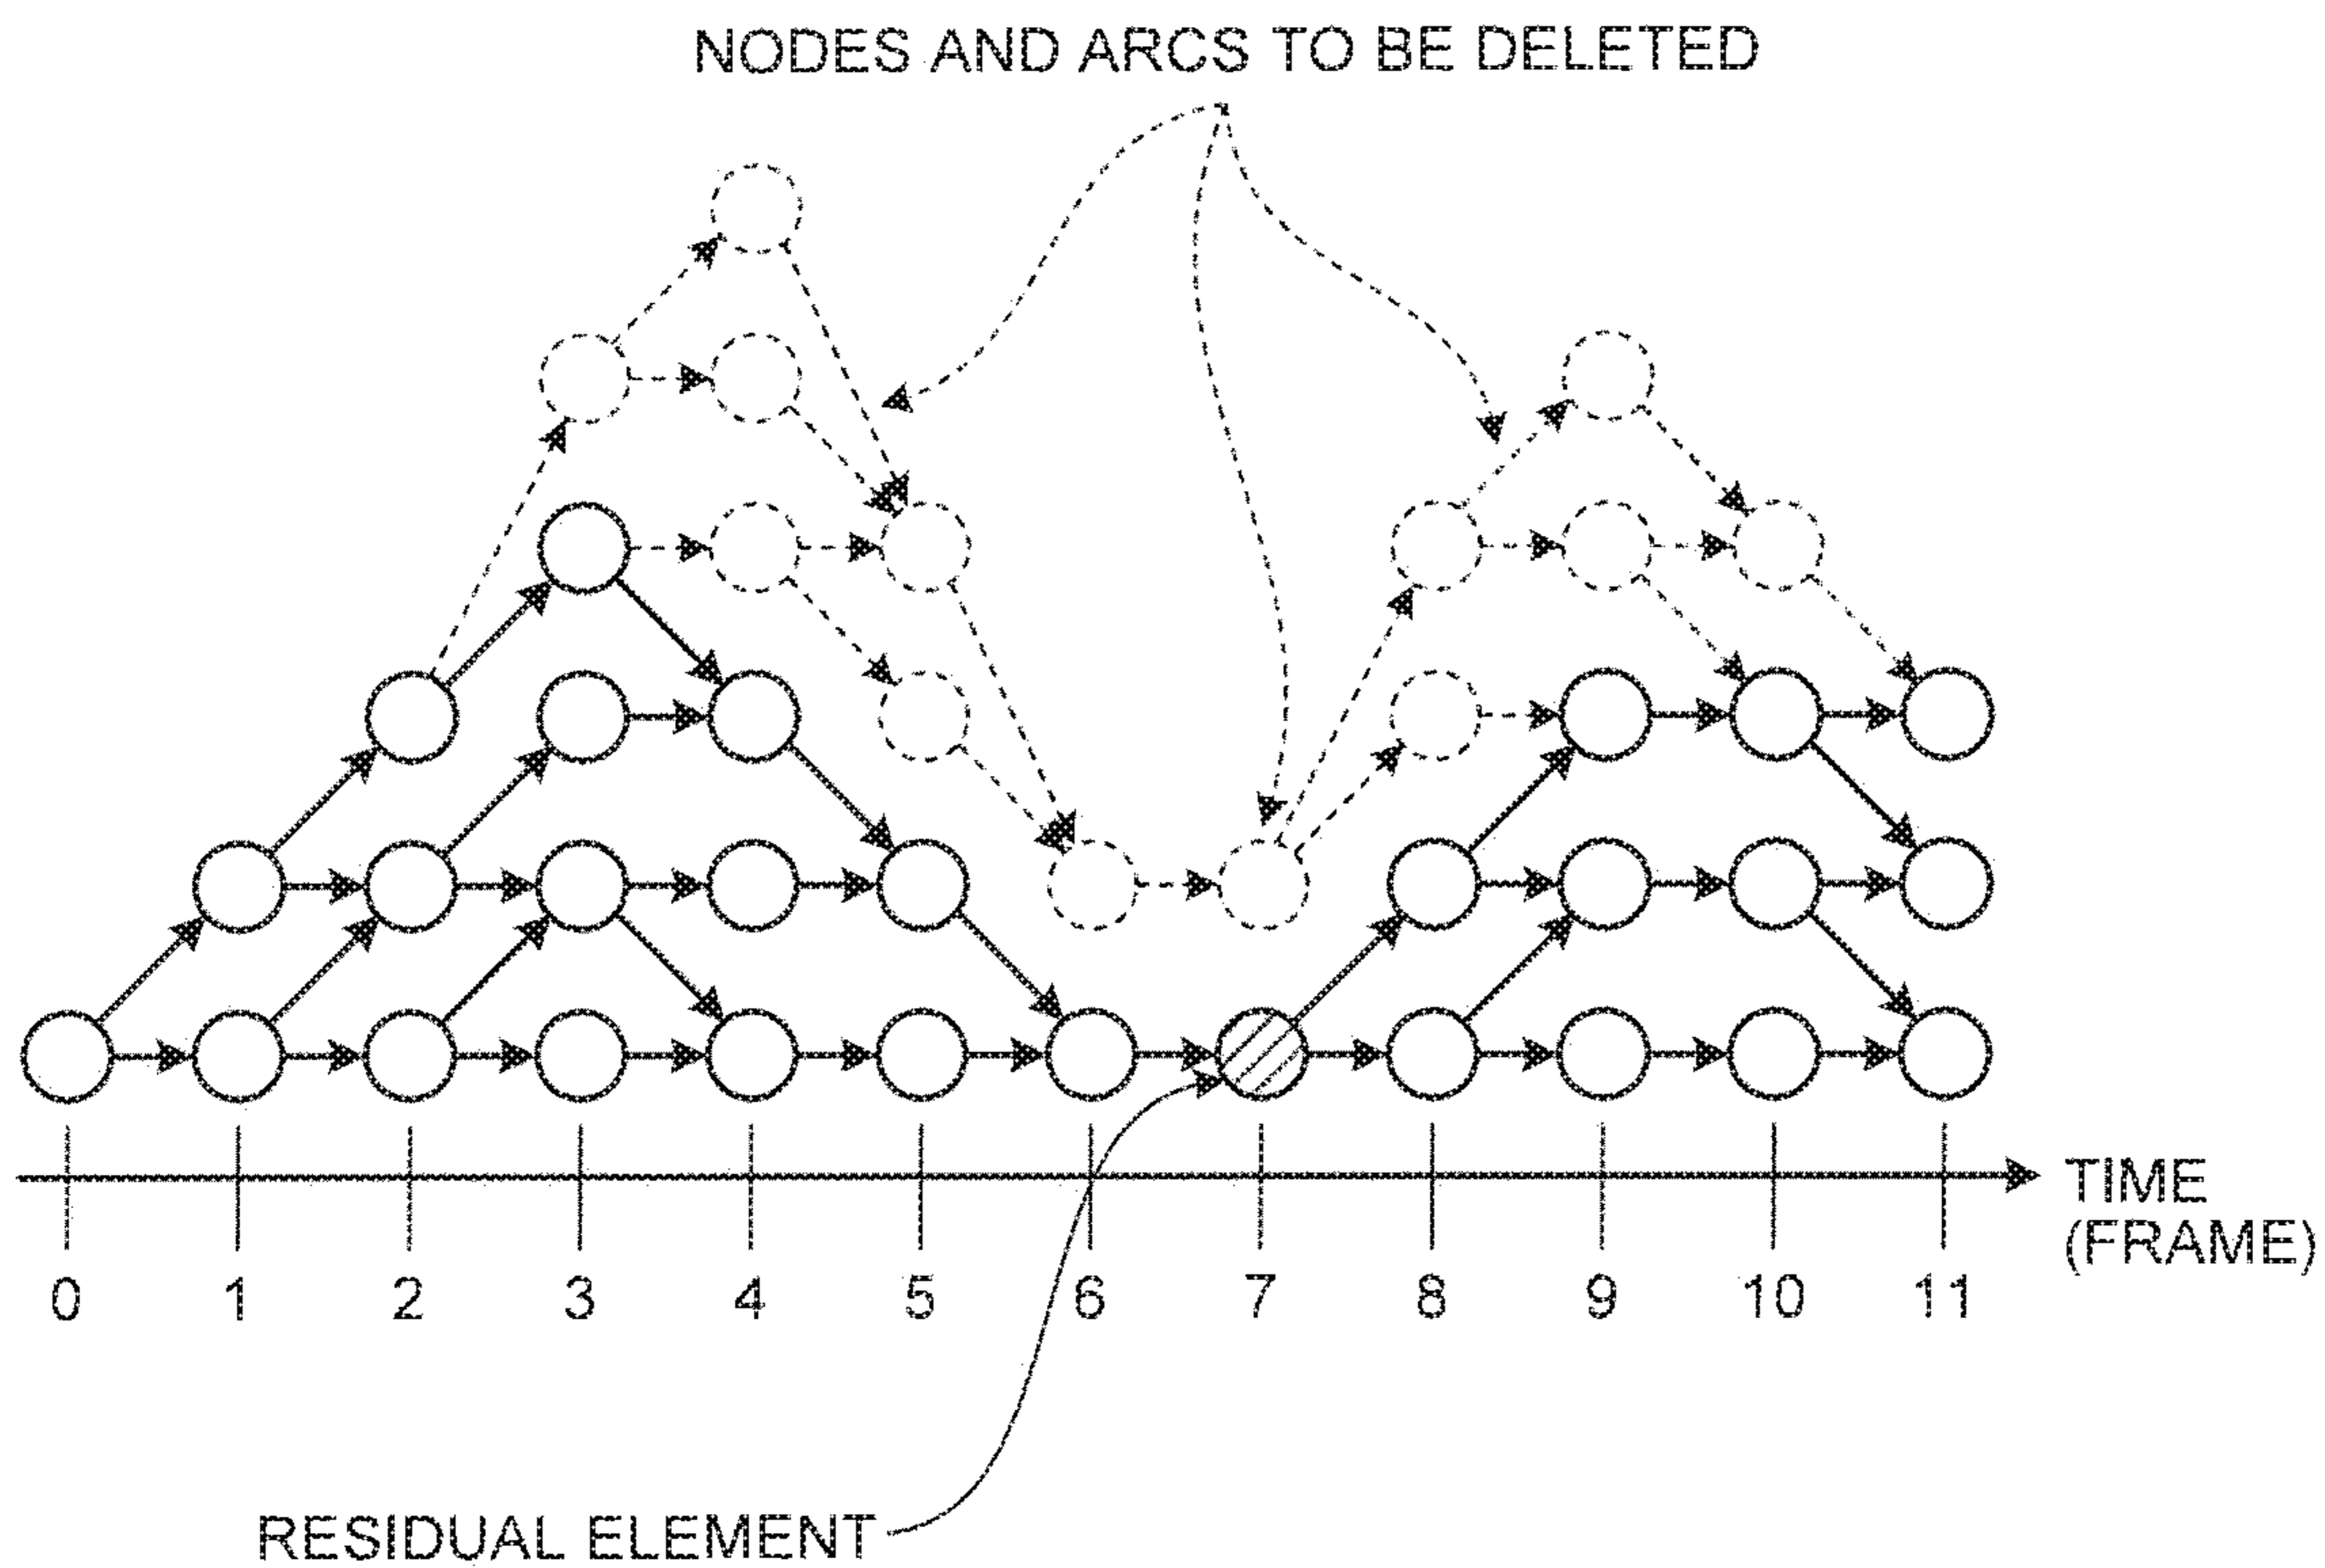 NODES AND ARCS TO BE DELETED
TIME
(FRAME)
0 1 2 3 4 5 6 7 8 9 10 11
RESIDUAL ELEMENT